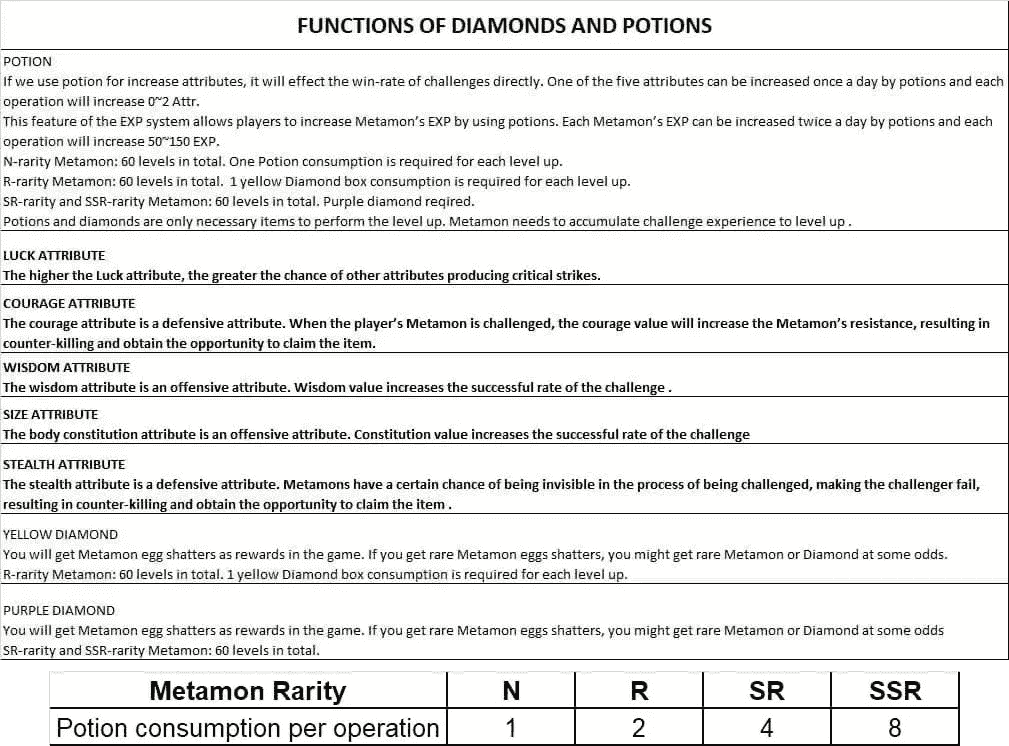 FUNCTIONS OF DIAMONDS AND POTIONS
POTION
If we use potion for increase attributes, it will effect the win-rate of challenges directly. One of the five attributes can be increased once a day by potions and each
operation will increase 0~2 Attr.
This feature of the EXP system allows players to increase Metamon's EXP by using potions. Each Metamon's EXP can be increased twice a day by potions and each
operation will increase 50~150 EXP.
N-rarity Metamon: 60 levels in total. One Potion consumption is required for each level up.
R-rarity Metamon: 60 levels in total.  1 yellow Diamond box consumption is required for each level up.
SR-rarity and SSR-rarity Metamon: 60 levels in total. Purple diamond reqired.
Potions and diamonds are only necessary items to perform the level up. Metamon needs to accumulate challenge experience to level up .
LUCK ATTRIBUTE
The higher the Luck attribute, the greater the chance of other attributes producing critical strikes.
COURAGE ATTRIBUTE
The courage attribute is a defensive attribute. When the player's Metamon is challenged, the courage value will increase the Metamon's resistance, resulting in
counter-killing and obtain the opportunity to claim the item.
WISDOM ATTRIBUTE
The wisdom attribute is an offensive attribute. Wisdom value increases the successful rate of the challenge .
SIZE ATTRIBUTE
The body constitution attribute is an offensive attribute. Constitution value increases the successful rate of the challenge
STEALTH ATTRIBUTE
The stealth attribute is a defensive attribute. Metamons have a certain chance of being invisible in the process of being challenged, making the challenger fail,
resulting in counter-killing and obtain the opportunity to claim the item .
YELLOW DIAMOND
You will get Metamon egg shatters as rewards in the game. If you get rare Metamon eggs shatters, you might get rare Metamon or Diamond at some odds.
R-rarity Metamon: 60 levels in total. 1 yellow Diamond box consumption is required for each level up.
PURPLE DIAMOND
You will get Metamon egg shatters as rewards in the game. If you get rare Metamon eggs shatters, you might get rare Metamon or Diamond at some odds
SR-rarity and SSR-rarity Metamon: 60 levels in total.
Metamon Rarity N R SR SSR
Potion consumption per operation 1 2 4 8